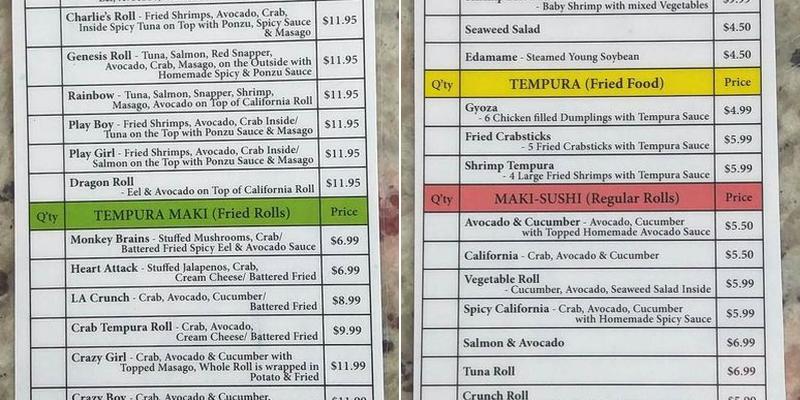 Charlie's Roll - Fried Shrimps, Avocado, Crab,
Inside Spicy Tuna on Top with Ponzu, Spicy Sauce
& Masago
$11.95
Genesis Roll - Tuna, Salmon, Red Snapper,
Avocado, Crab, Masago, on the Outside with
Homemade Spicy & Ponzu Sauce
$11.95
Rainbow - Tuna, Salmon, Snapper, Shrimp,
Masago, Avocado on Top of California Roll
$11.95
Play Boy - Fried Shrimps, Avocado, Crab Inside/
Tuna on the Top with Ponzu Sauce & Masago
$11.95
Play Girl - Fried Shrimps, Avocado, Crab Inside/
Salmon on the Top with Ponzu Sauce & Masago
$11.95
Dragon Roll
- Eel & Avocado on Top of California Roll
$11.95
Q'ty TEMPURA MAKI (Fried Rolls) Price
Monkey Brains - Stuffed Mushrooms, Crab/
Battered Fried Spicy Eel & Avocado Sauce
$6.99
Heart Attack - Stuffed Jalapenos, Crab,
Cream Cheese/ Battered Fried
$6.99
LA Crunch - Crab, Avocado, Cucumber/
Battered Fried
$8.99
Crab Tempura Roll - Crab, Avocado,
Cream Cheese/ Battered Fried
$9.99
Crazy Girl - Crab, Avocado & Cucumber with
Topped Masago, Whole Roll is wrapped in
Potato & Fried
$11.99
Crazy Boy - Crab, Avocado & Cucumber,
- Baby Shrimp with mixed Vegetables
Seaweed Salad $4.50
Edamame - Steamed Young Soybean $4.50
Q'ty TEMPURA (Fried Food) Price
Gyoza
- 6 Chicken filled Dumplings with Tempura Sauce
$4.99
Fried Crabsticks
- 5 Fried Crabsticks with Tempura Sauce
$5.99
Shrimp Tempura
- 4 Large Fried Shrimps with Tempura Sauce
$5.99
Q'ty MAKI-SUSHI (Regular Rolls) Price
Avocado & Cucumber - Avocado, Cucumber
with Topped Homemade Avocado Sauce
$5.50
California - Crab, Avocado & Cucumber $5.50
Vegetable Roll
- Cucumber, Avocado, Seaweed Salad Inside
$5.99
Spicy California - Crab, Avocado, Cucumber
with Homemade Spicy Sauce
$5.99
Salmon & Avocado $6.99
Tuna Roll $6.99
Crunch Roll